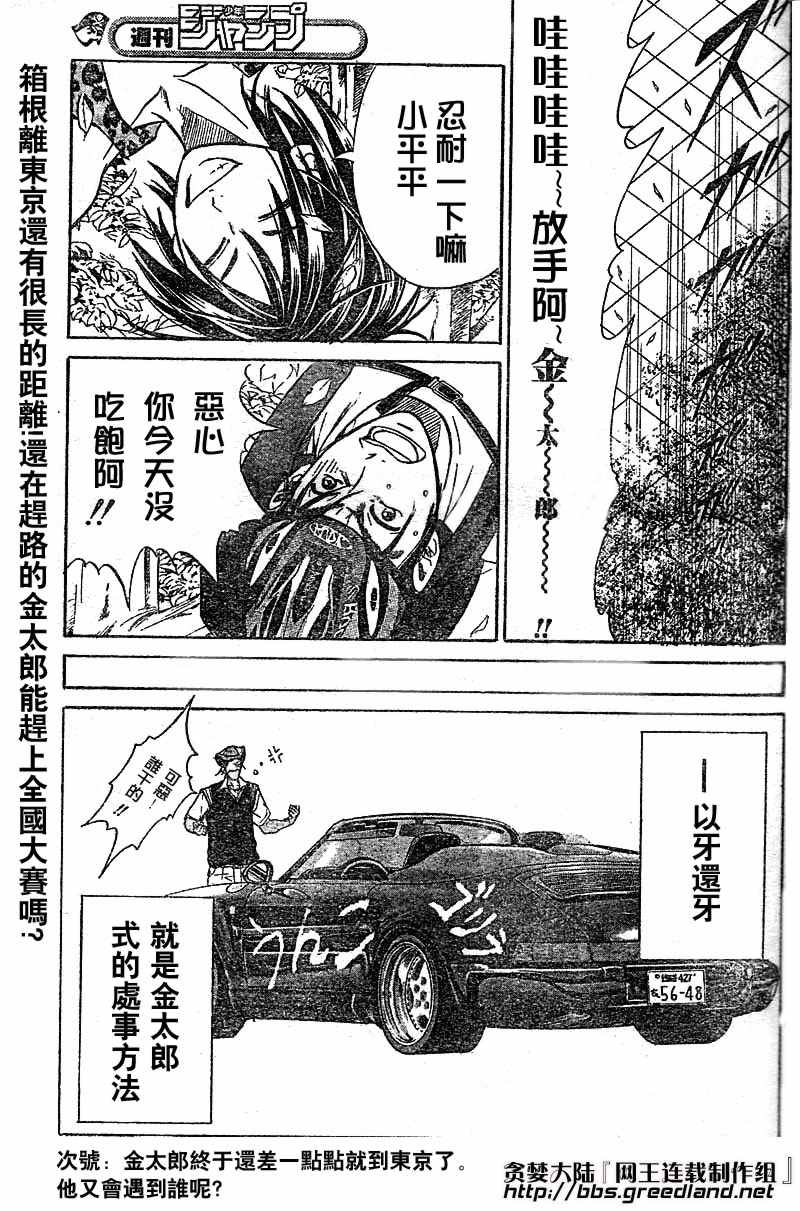 週刊少年ジャンプ
哇哇哇哇~放手阿~金~太~郎~!!
忍耐一下嘛
小平平
惡心
你今天沒
吃飽阿!!
箱根離東京還有很長的距離!還在趕路的金太郎能趕上全國大賽嗎?
一以牙還牙
可惡!
誰干的!!
就是金太郎
式的處事方法
427
56-48
次號：金太郎終于還差一點點就到東京了。
他又會遇到誰呢?
贪婪大陆『网王连载制作组』
http://bbs.greedland.net